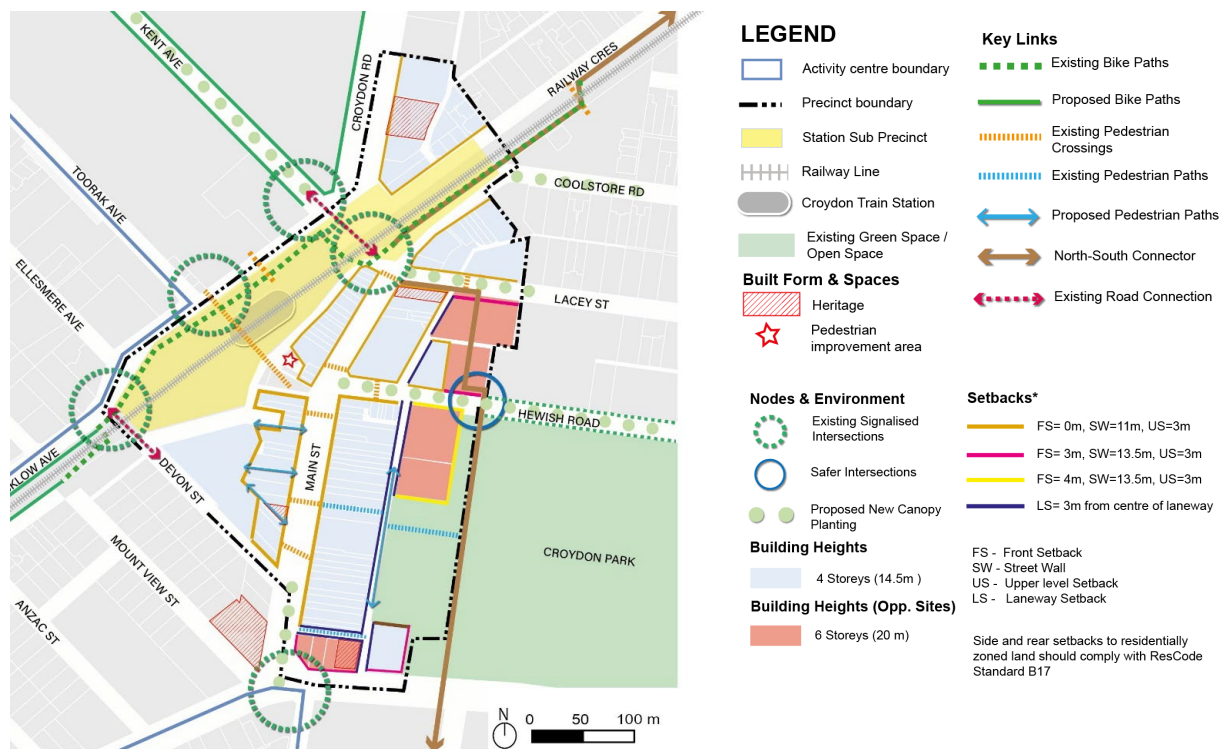 KENT AVE
CROYDON RD
RAILWAY CRES
TOORAK AVE
COOLSTORE RD
ELLESMERE AVE
LACEY ST
HEWISH ROAD
MAIN ST
KLOW AVE
DEVON ST
MOUNT VIEW ST
ANZAC ST
CROYDON PARK
N
0 50 100 m
LEGEND
Activity centre boundary
Precinct boundary
Station Sub Precinct
Railway Line
Croydon Train Station
Existing Green Space /
Open Space
Built Form & Spaces
Heritage
Pedestrian
improvement area
Nodes & Environment
Existing Signalised
Intersections
Safer Intersections
Proposed New Canopy
Planting
Building Heights
4 Storeys (14.5m )
Building Heights (Opp. Sites)
6 Storeys (20 m)
Key Links
Existing Bike Paths
Proposed Bike Paths
Existing Pedestrian
Crossings
Existing Pedestrian Paths
Proposed Pedestrian Paths
North-South Connector
Existing Road Connection
Setbacks*
FS= 0m, SW=11m, US=3m
FS= 3m, SW=13.5m, US=3m
FS= 4m, SW=13.5m, US=3m
LS= 3m from centre of laneway
FS - Front Setback
SW - Street Wall
US - Upper level Setback
LS - Laneway Setback
Side and rear setbacks to residentially
zoned land should comply with ResCode
Standard B17